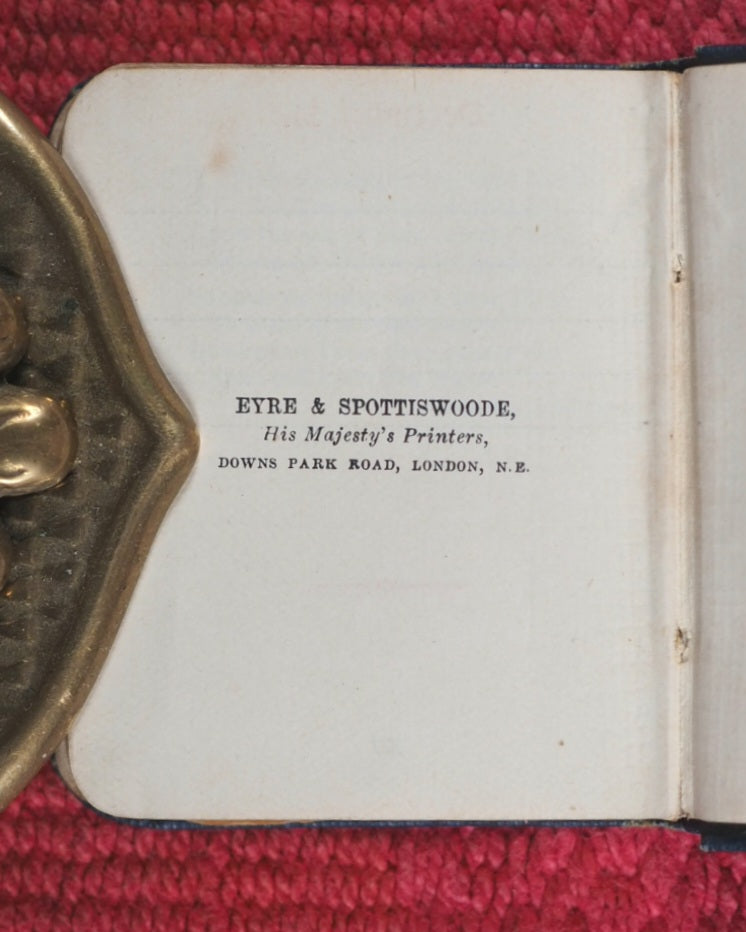 EYRE & SPOTTISWOODE,
His Majesty's Printers,
DOWNS PARK ROAD, LONDON, N.E.